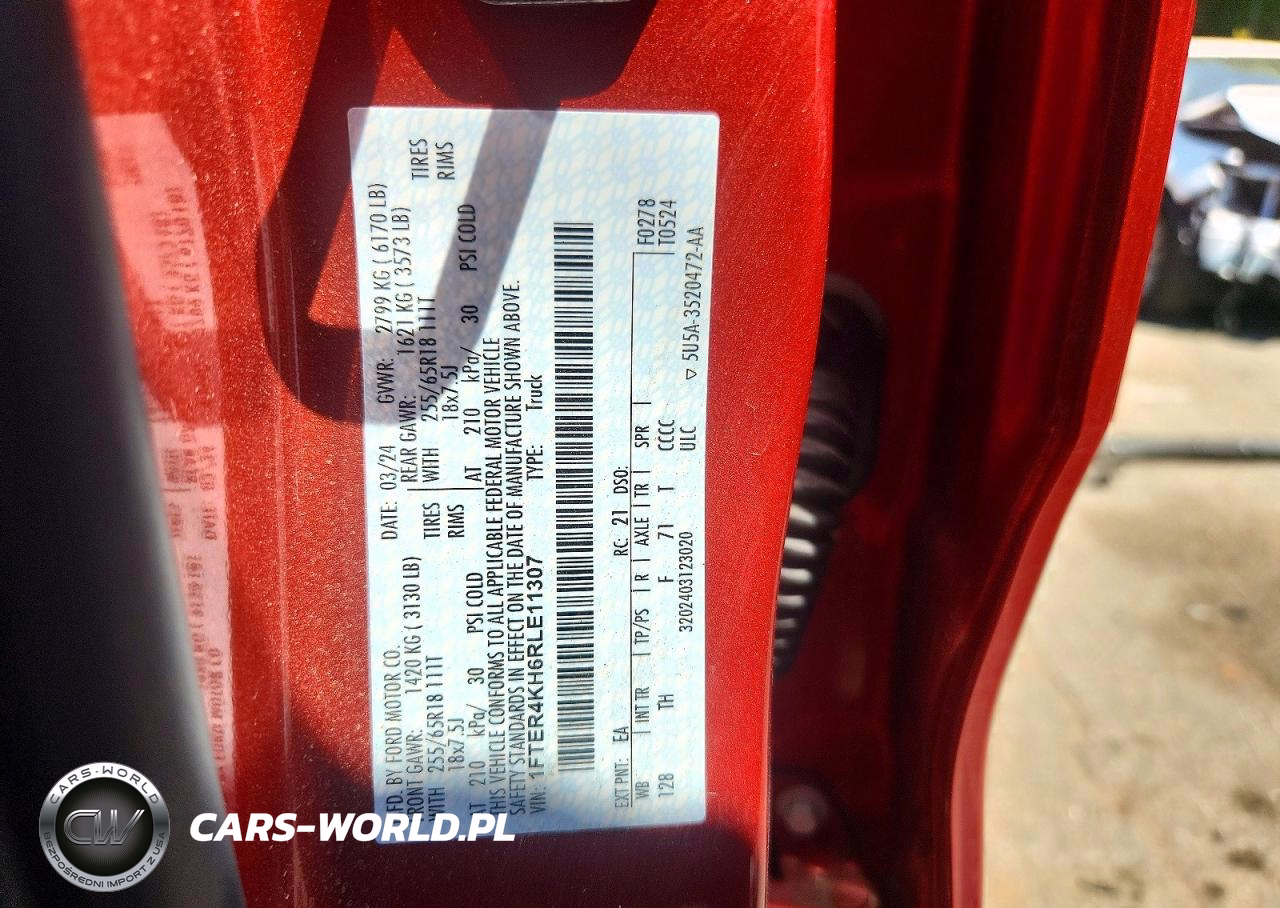 MFD. BY FORD MOTOR CO.
DATE: 03/24 GVWR: 2799 KG ( 6170 LB)
FRONT GAWR: 1420 KG ( 3130 LB) REAR GAWR: 1621 KG ( 3573 LB)
WITH 255/65R18 111T TIRES WITH 255/65R18 111T TIRES
18x7.5J RIMS 18x7.5J RIMS
AT 210 kPa/ 30 PSI COLD AT 210 kPa/ 30 PSI COLD
THIS VEHICLE CONFORMS TO ALL APPLICABLE FEDERAL MOTOR VEHICLE
SAFETY STANDARDS IN EFFECT ON THE DATE OF MANUFACTURE SHOWN ABOVE.
VIN: 1FTER4KH6RLE11307 TYPE: Truck
EXT PNT: EA RC: 21 DSO: F0278
WB INT TR TP/PS R AXLE TR SPR T0524
128 TH F 71 T CCCC
3202403123020 ULC
▽ 5U5A-3520472-AA
CARS-WORLD
CW
BEZPOŚREDNI IMPORT Z USA
CARS-WORLD.PL